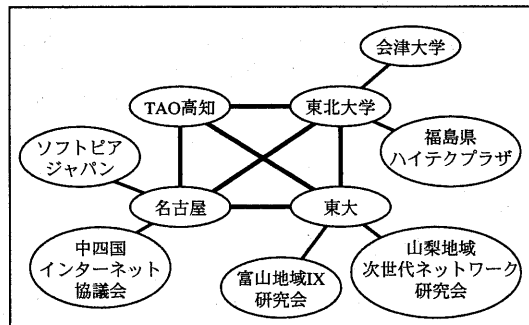 会津大学
TAO高知
東北大学
ソフトピア
ジャパン
福島県
ハイテクプラザ
名古屋
東大
中四国
インターネット
協議会
富山地域IX
研究会
山梨地域
次世代ネットワーク
研究会